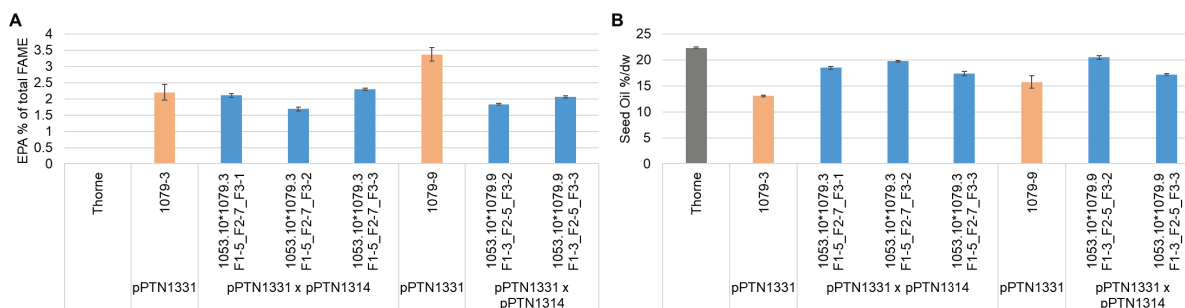 A
EPA % of total FAME
4
3.5
3
2.5
2
1.5
1
0.5
0
Thorne
1079-3
1053.10*1079.3
F1-5_F2-7_F3-1
1053.10*1079.3
F1-5_F2-7_F3-2
1053.10*1079.3
F1-5_F2-7_F3-3
1079-9
1053.10*1079.9
F1-3_F2-5_F3-2
1053.10*1079.9
F1-3_F2-5_F3-3
pPTN1331
pPTN1331 x pPTN1314
pPTN1331
pPTN1331 x
pPTN1314
B
Seed Oil %/dw
25
20
15
10
5
0
Thorne
1079-3
1053.10*1079.3
F1-5_F2-7_F3-1
1053.10*1079.3
F1-5_F2-7_F3-2
1053.10*1079.3
F1-5_F2-7_F3-3
1079-9
1053.10*1079.9
F1-3_F2-5_F3-2
1053.10*1079.9
F1-3_F2-5_F3-3
pPTN1331
pPTN1331 x pPTN1314
pPTN1331
pPTN1331 x
pPTN1314